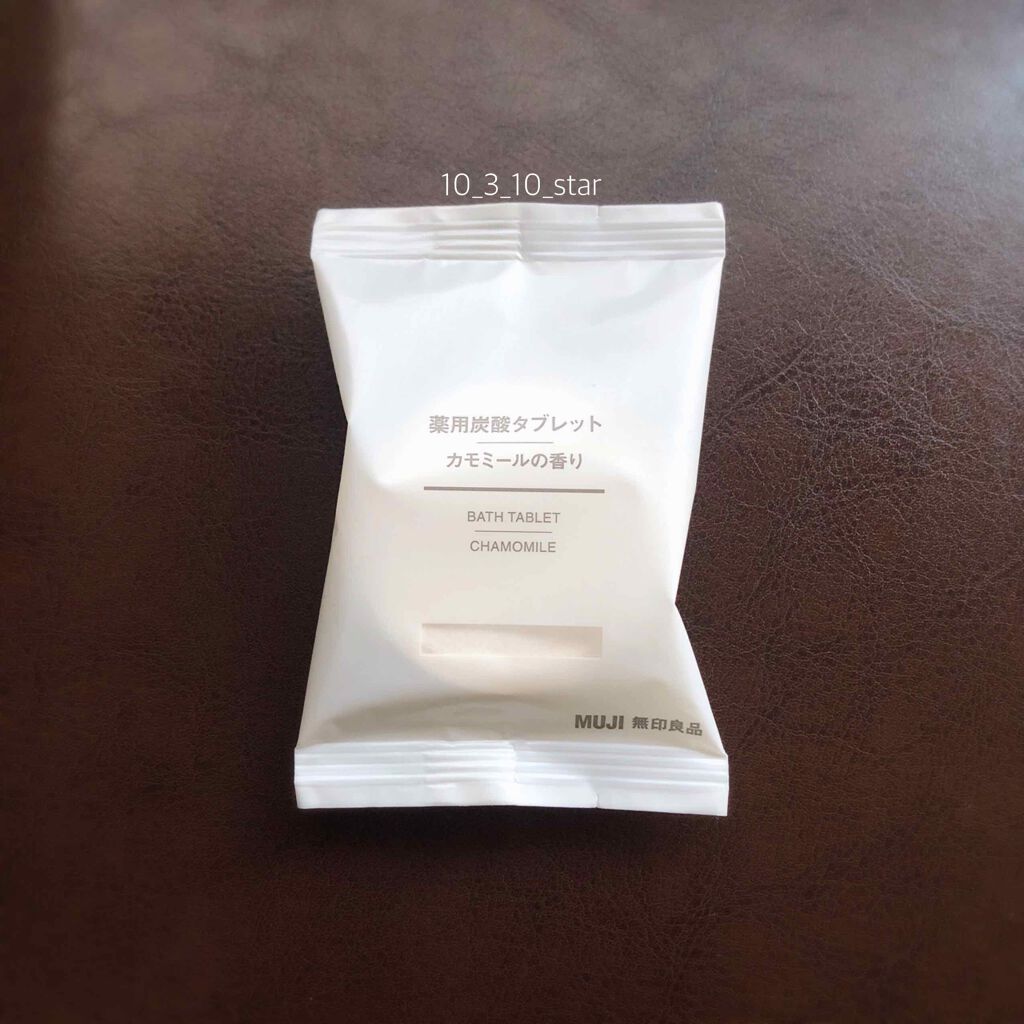 10_3_10_star
薬用炭酸タブレット
カモミールの香り
BATH TABLET
CHAMOMILE
MUJI 無印良品